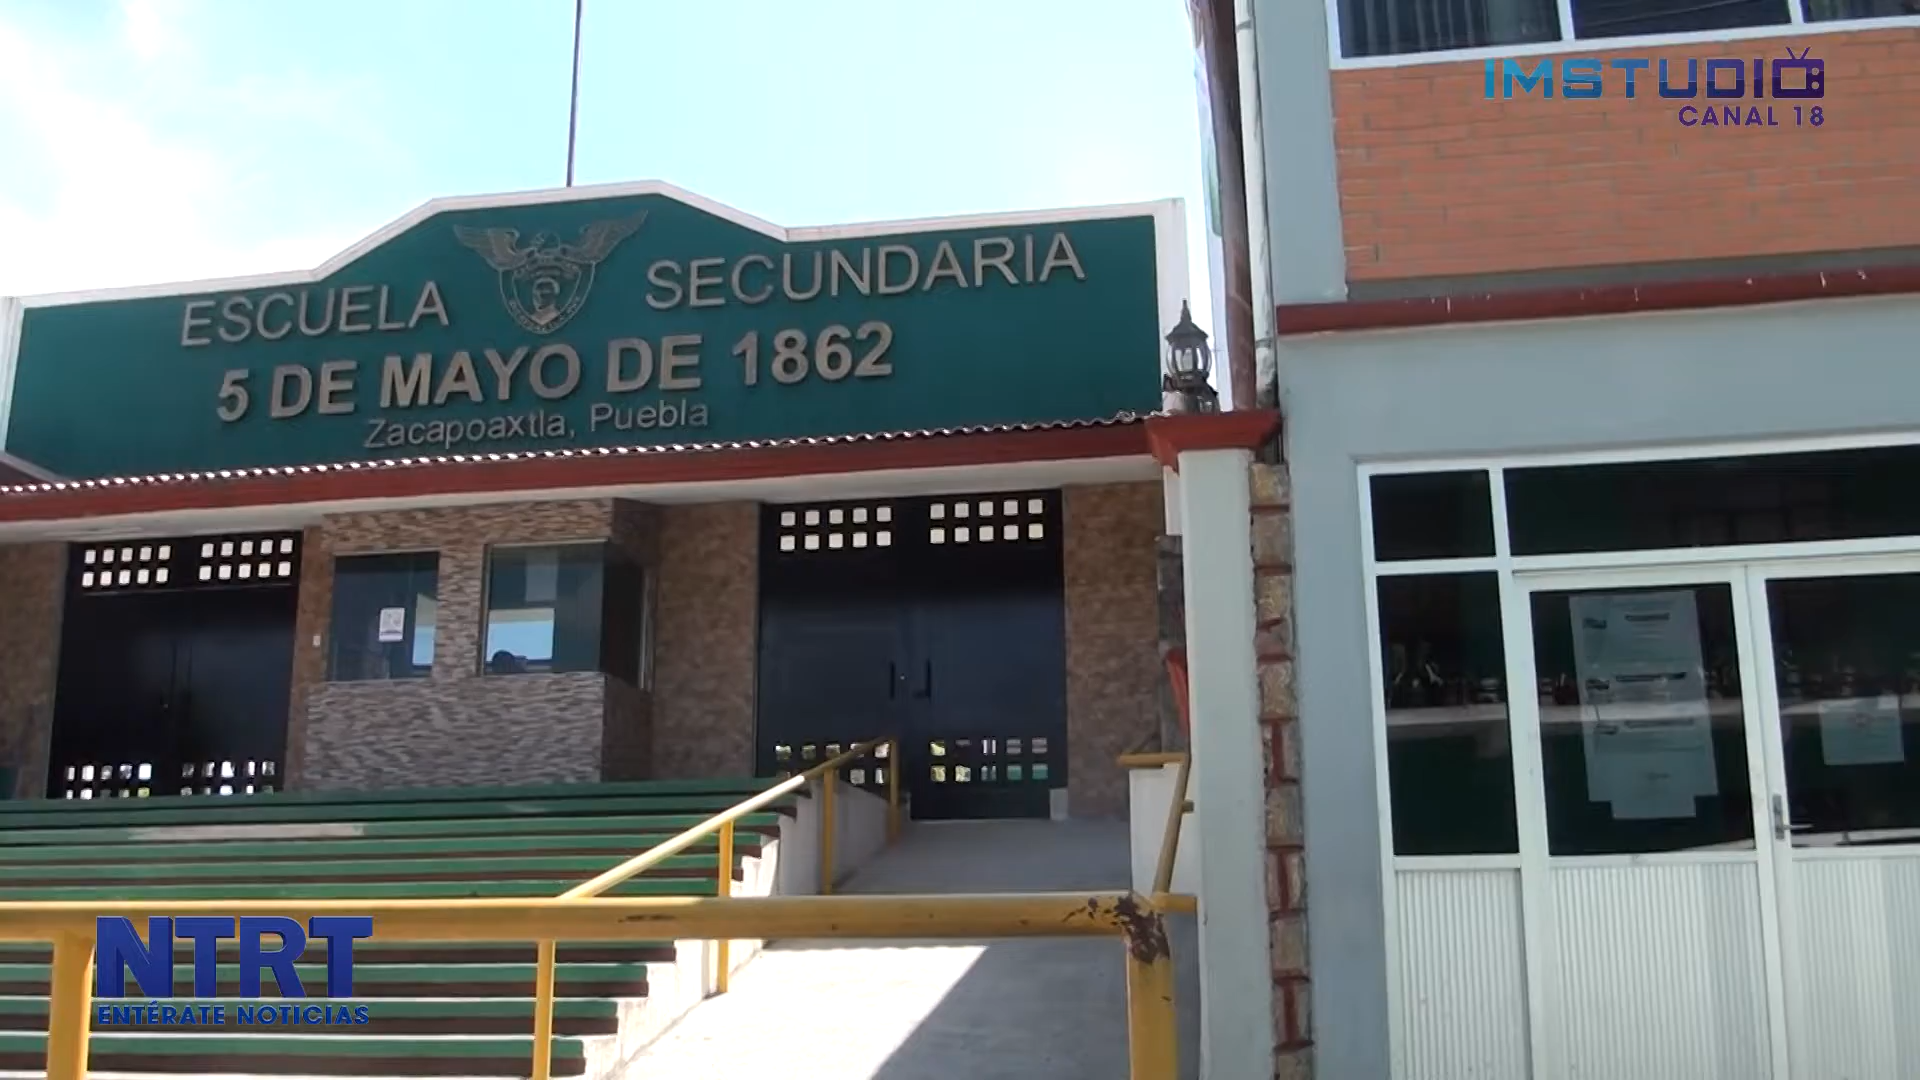 IMSTUDIO
CANAL 18
ESCUELA SECUNDARIA
5 DE MAYO DE 1862
Zacapoaxtla, Puebla
NTRT
ENTÉRATE NOTICIAS